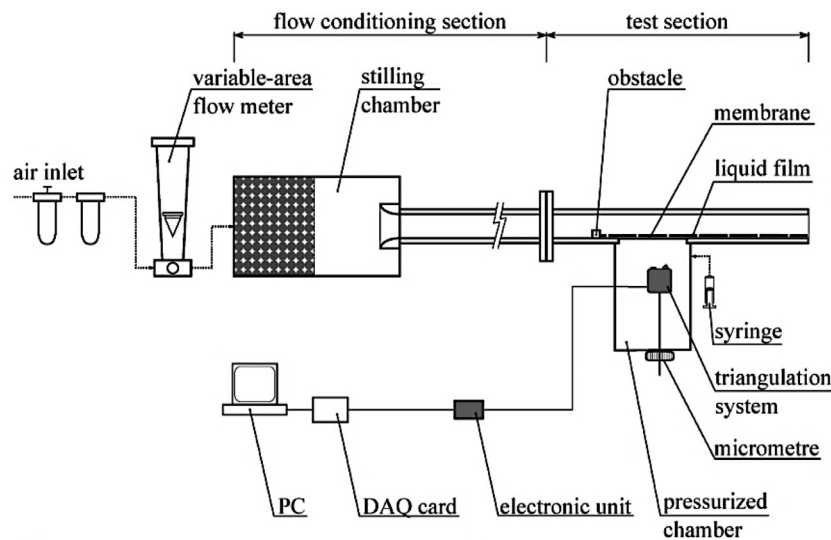 flow conditioning section
test section
variable-area
flow meter
stilling
chamber
obstacle
membrane
liquid film
air inlet
syringe
triangulation
system
micrometre
pressurized
chamber
electronic unit
DAQ card
PC